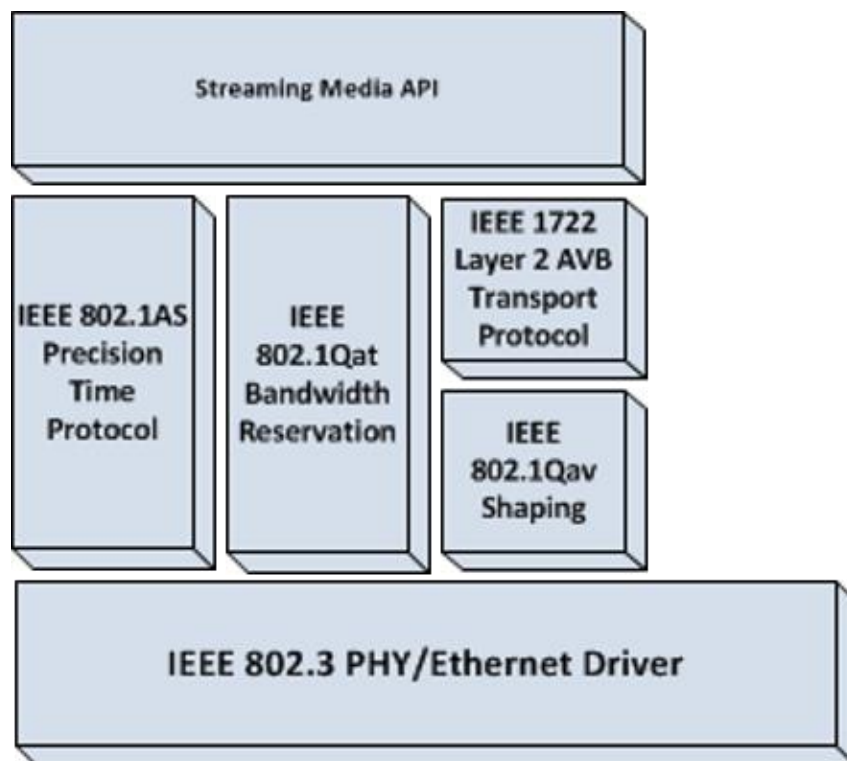 Streaming Media API
IEEE 802.1AS
Precision
Time
Protocol
IEEE
802.1Qat
Bandwidth
Reservation
IEEE 1722
Layer 2 AVB
Transport
Protocol
IEEE
802.1Qav
Shaping
IEEE 802.3 PHY/Ethernet Driver